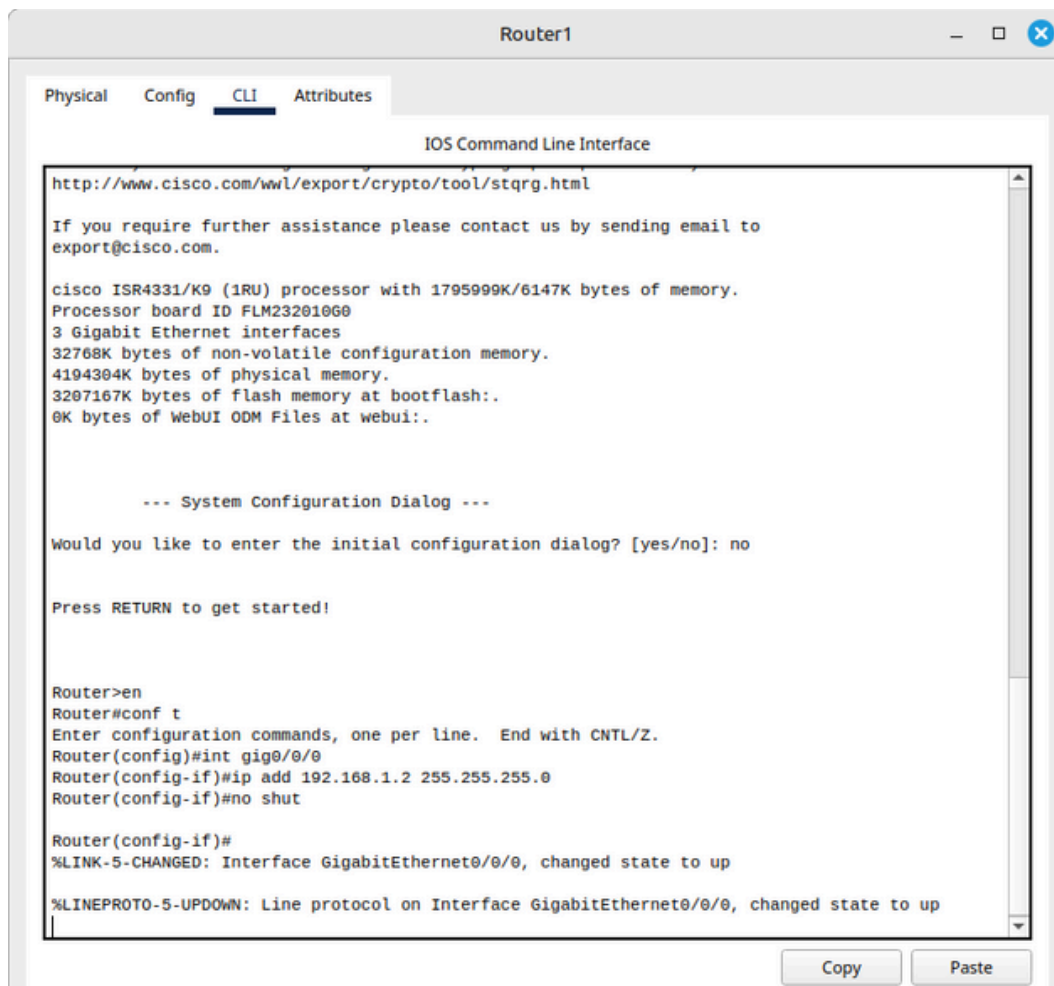 Router1
Physical Config CLI Attributes
IOS Command Line Interface
http://www.cisco.com/wwl/export/crypto/tool/stqrg.html
If you require further assistance please contact us by sending email to
export@cisco.com.
cisco ISR4331/K9 (1RU) processor with 1795999K/6147K bytes of memory.
Processor board ID FLM232010G0
3 Gigabit Ethernet interfaces
32768K bytes of non-volatile configuration memory.
4194304K bytes of physical memory.
3207167K bytes of flash memory at bootflash:.
0K bytes of WebUI ODM Files at webui:.
--- System Configuration Dialog ---
Would you like to enter the initial configuration dialog? [yes/no]: no
Press RETURN to get started!
Router>en
Router#conf t
Enter configuration commands, one per line. End with CNTL/Z.
Router(config)#int gig0/0/0
Router(config-if)#ip add 192.168.1.2 255.255.255.0
Router(config-if)#no shut
Router(config-if)#
%LINK-5-CHANGED: Interface GigabitEthernet0/0/0, changed state to up
%LINEPROTO-5-UPDOWN: Line protocol on Interface GigabitEthernet0/0/0, changed state to up
Copy Paste